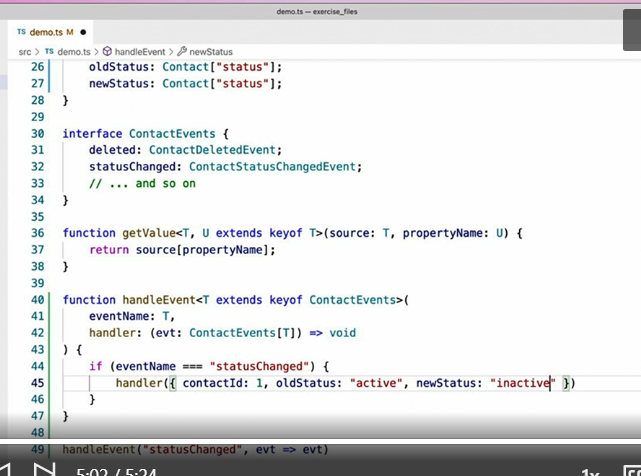 demo.ts — exercise_files
TS demo.ts M ●
src > TS demo.ts > handleEvent > newStatus
26 oldStatus: Contact["status"];
27 newStatus: Contact["status"];
28 }
29
30 interface ContactEvents {
31 deleted: ContactDeletedEvent;
32 statusChanged: ContactStatusChangedEvent;
33 // ... and so on
34 }
35
36 function getValue<T, U extends keyof T>(source: T, propertyName: U) {
37 return source[propertyName];
38 }
39
40 function handleEvent<T extends keyof ContactEvents>(
41 eventName: T,
42 handler: (evt: ContactEvents[T]) => void
43 ) {
44 if (eventName === "statusChanged") {
45 handler({ contactId: 1, oldStatus: "active", newStatus: "inactive" })
46 }
47 }
48
49 handleEvent("statusChanged", evt => evt)
5:02 / 5:24
1x